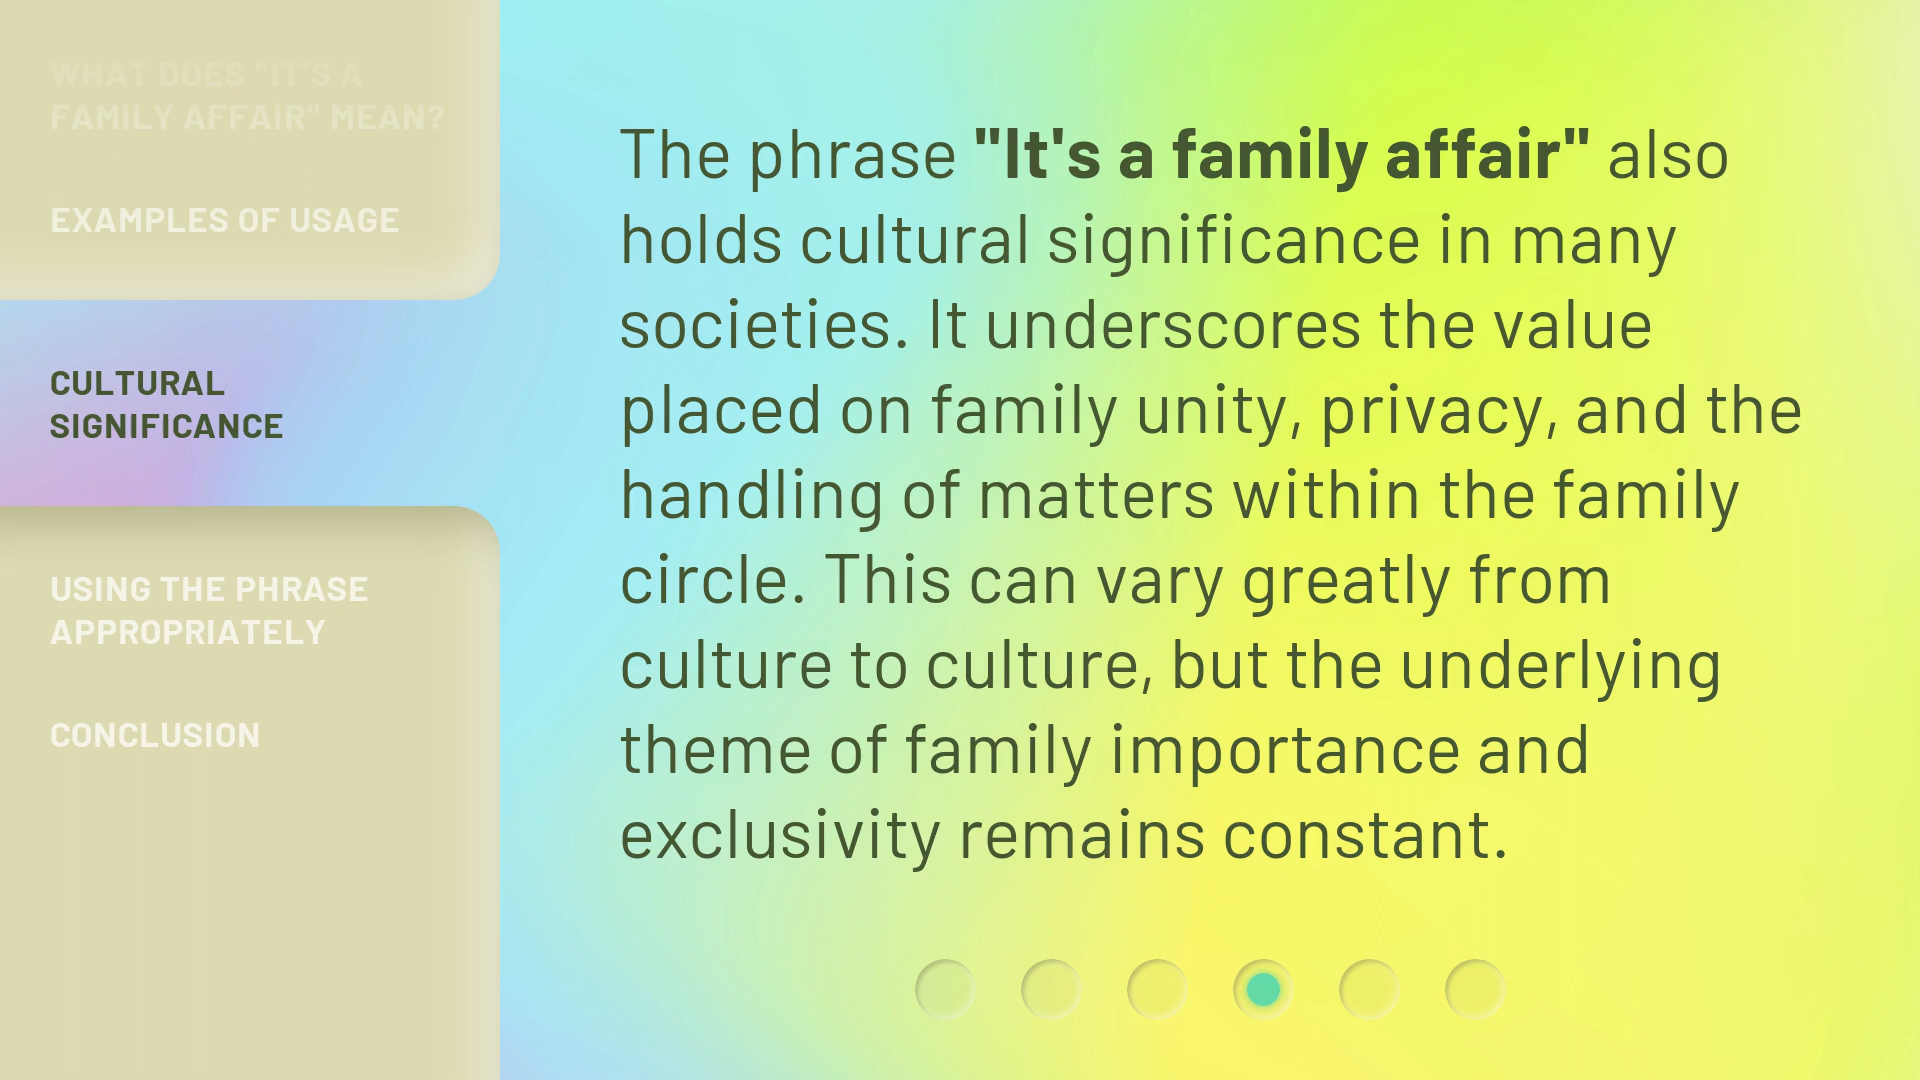 WHAT DOES "IT'S A
FAMILY AFFAIR" MEAN?
EXAMPLES OF USAGE
CULTURAL
SIGNIFICANCE
USING THE PHRASE
APPROPRIATELY
CONCLUSION
The phrase "It's a family affair" also
holds cultural significance in many
societies. It underscores the value
placed on family unity, privacy, and the
handling of matters within the family
circle. This can vary greatly from
culture to culture, but the underlying
theme of family importance and
exclusivity remains constant.